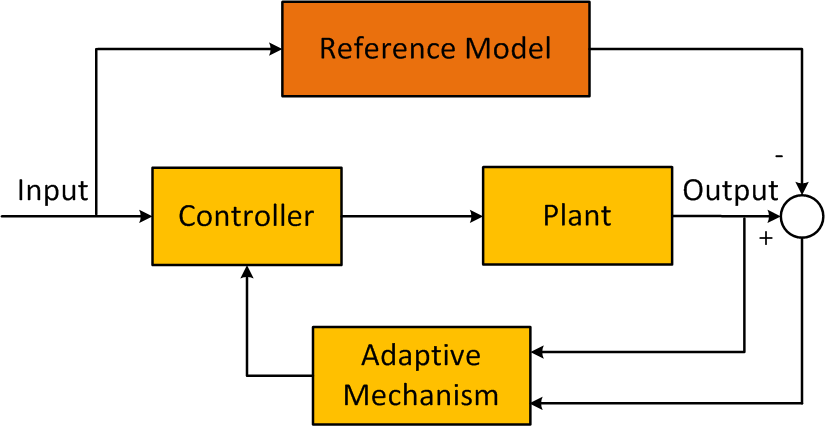 Reference Model
-
Input
Controller
Plant
Output
+
Adaptive
Mechanism